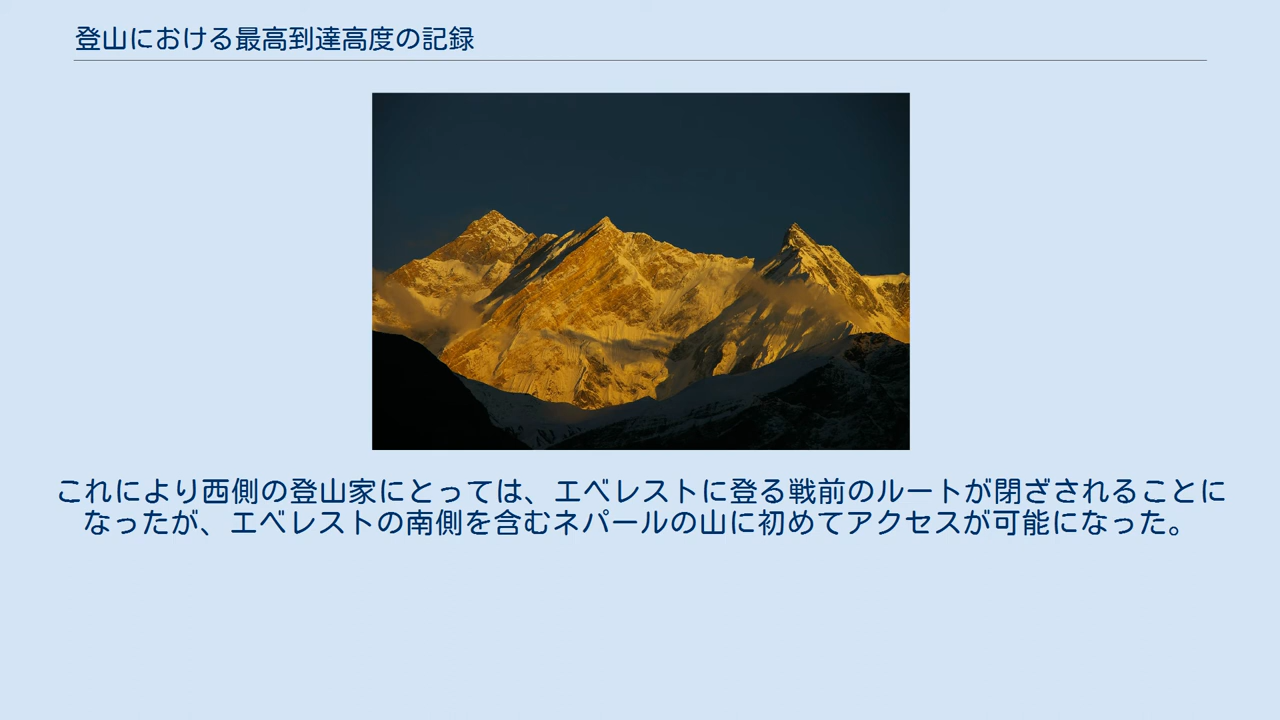 登山における最高到達高度の記録
これにより西側の登山家にとっては、エベレストに登る戦前のルートが閉ざされることに
なったが、エベレストの南側を含むネパールの山に初めてアクセスが可能になった。